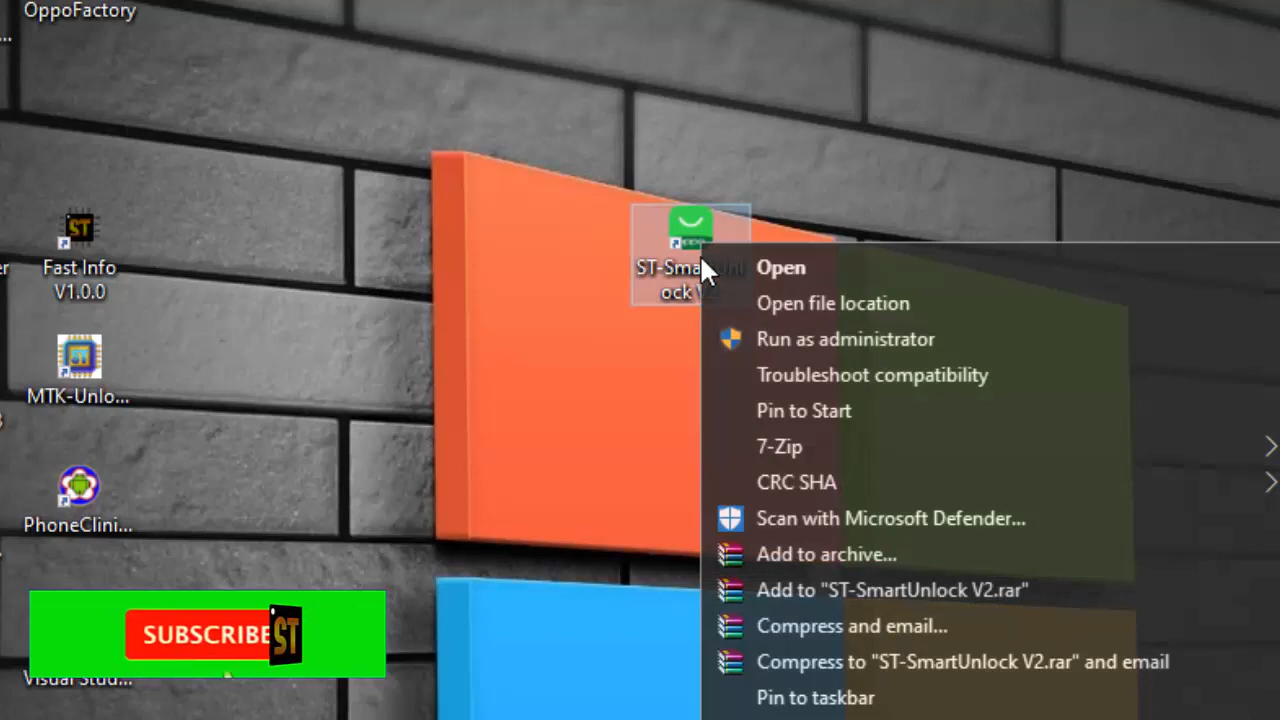 OppoFactory
...
ST
Fast Info
V1.0.0
ST
MTK-Unlo...
PhoneClini...
SUBSCRIBE
ST
Visual Stud...
oppo
Open
Open file location
Run as administrator
Troubleshoot compatibility
Pin to Start
7-Zip
CRC SHA
Scan with Microsoft Defender...
Add to archive...
Add to "ST-SmartUnlock V2.rar"
Compress and email...
Compress to "ST-SmartUnlock V2.rar" and email
Pin to taskbar